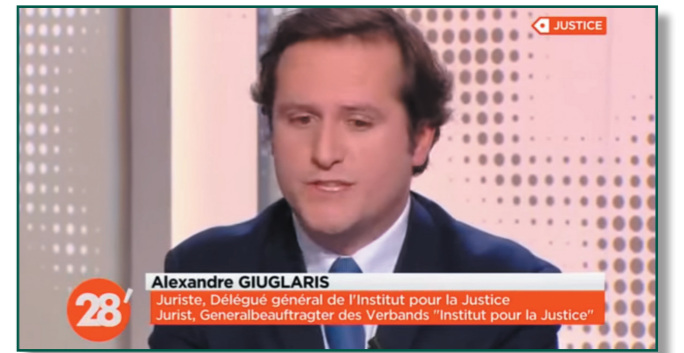 JUSTICE
Alexandre GIUGLARIS
28'
Juriste, Délégué général de l'Institut pour la Justice
Jurist, Generalbeauftragter des Verbands "Institut pour la Justice"